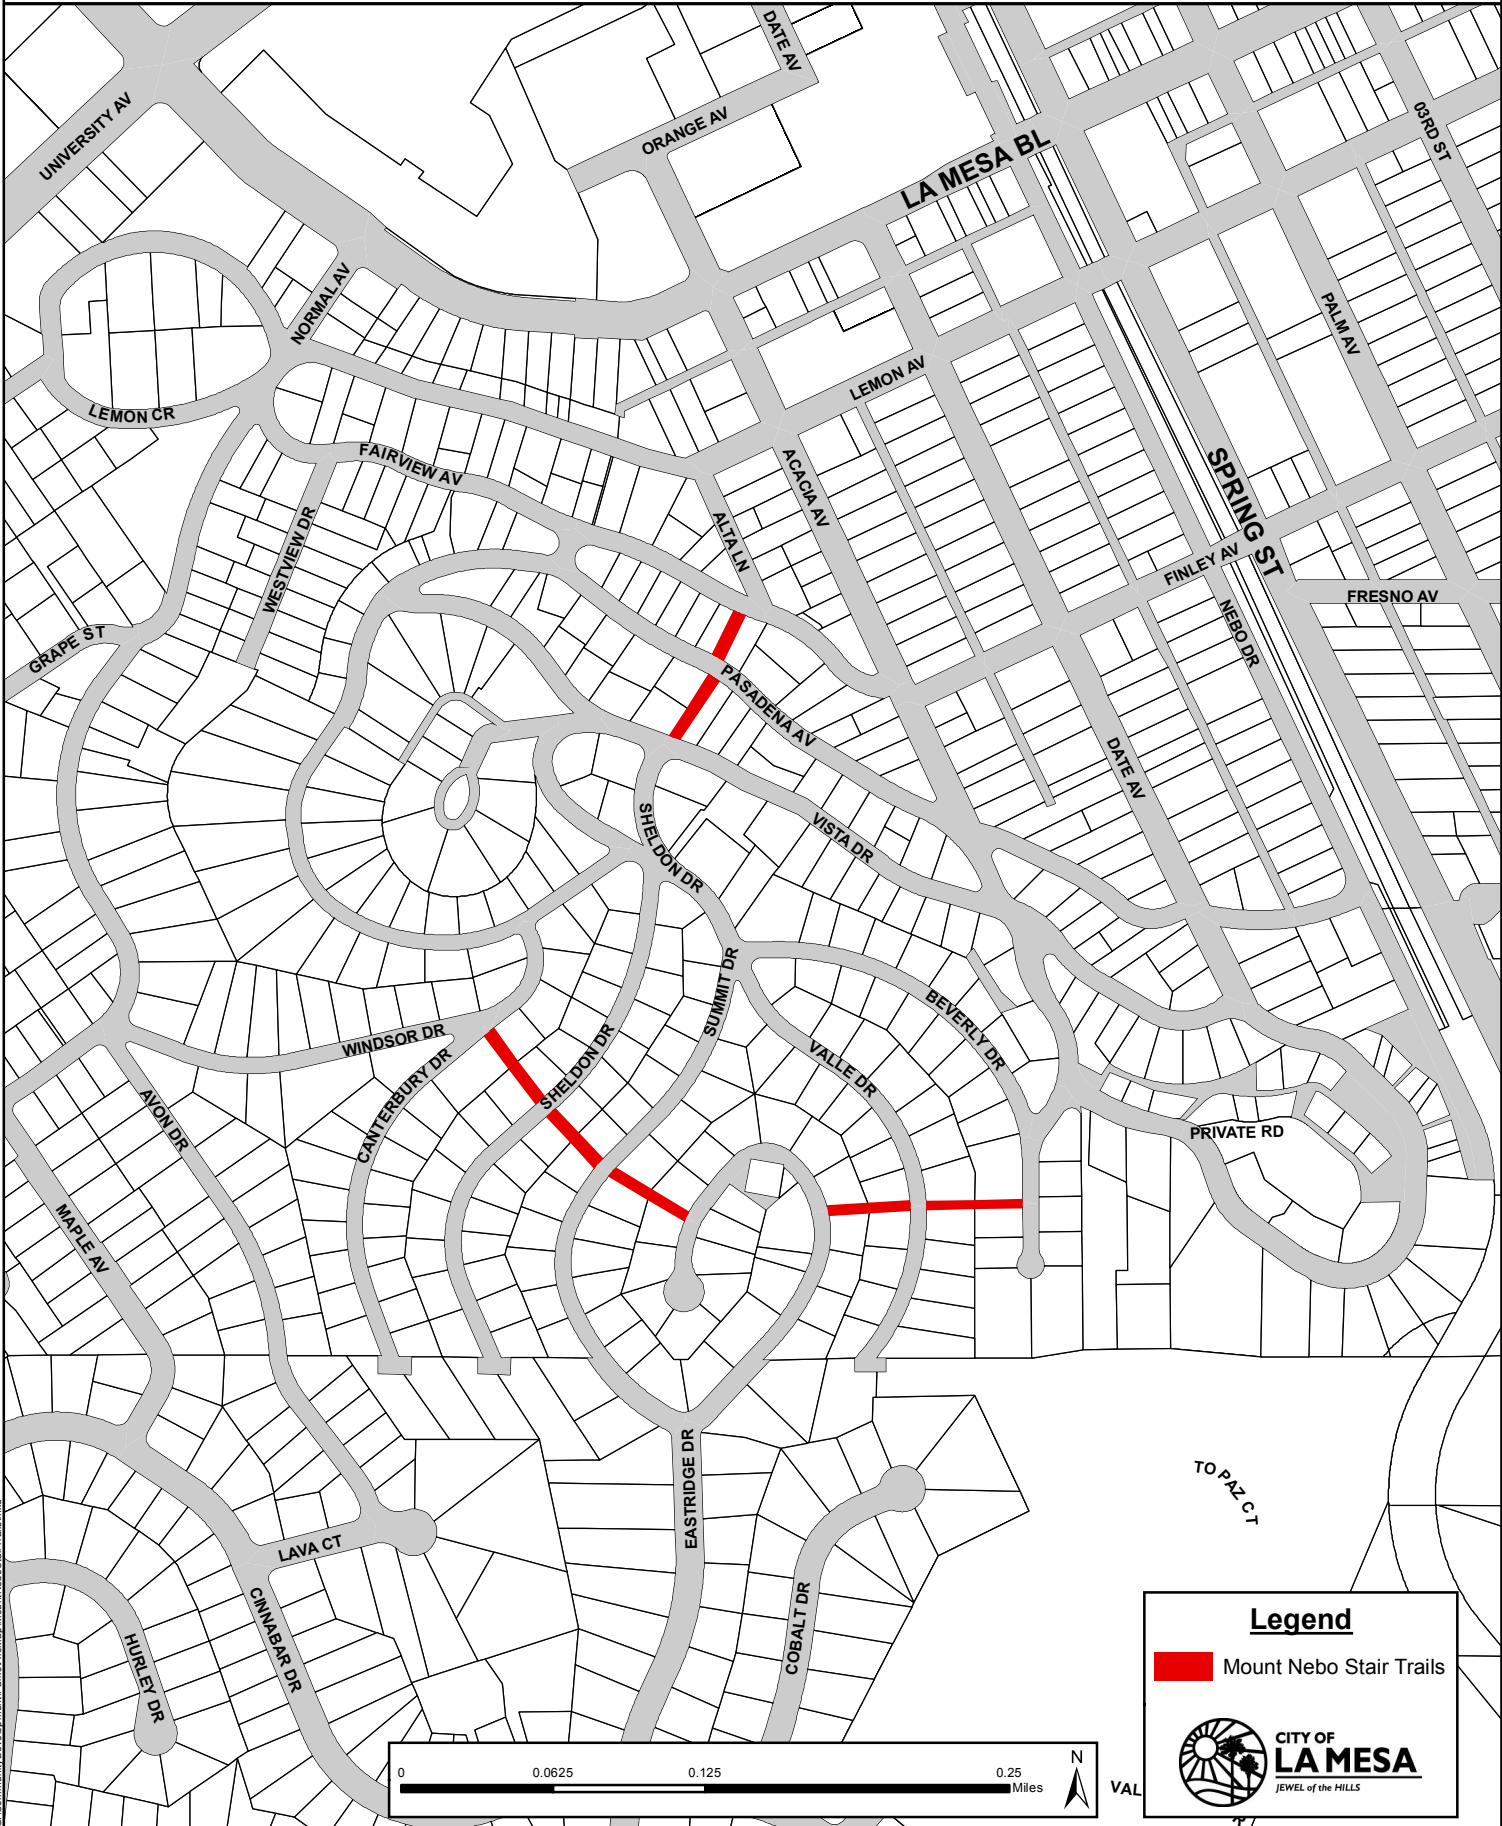 DATE AV
UNIVERSITY AV
ORANGE AV
03RD ST
LA MESA BL
NORMAL AV
PALM AV
LEMON AV
LEMON CR
FAIRVIEW AV
ACACIA AV
SPRING ST
ALTA LN
WESTVIEW DR
FINLEY AV
FRESNO AV
NEBO DR
GRAPE ST
PASADENA AV
DATE AV
SHELDON DR
VISTA DR
SUMMIT DR
BEVERLY DR
WINDSOR DR
SHELDON DR
VALLE DR
CANTERBURY DR
AVON DR
PRIVATE RD
MAPLE AV
EASTRIDGE DR
TO PAZ CT
LAVA CT
CINNABAR DR
COBALT DR
HURLEY DR
Legend
Mount Nebo Stair Trails
CITY OF
LA MESA
JEWEL of the HILLS
0 0.0625 0.125 0.25
Miles
N
VAL